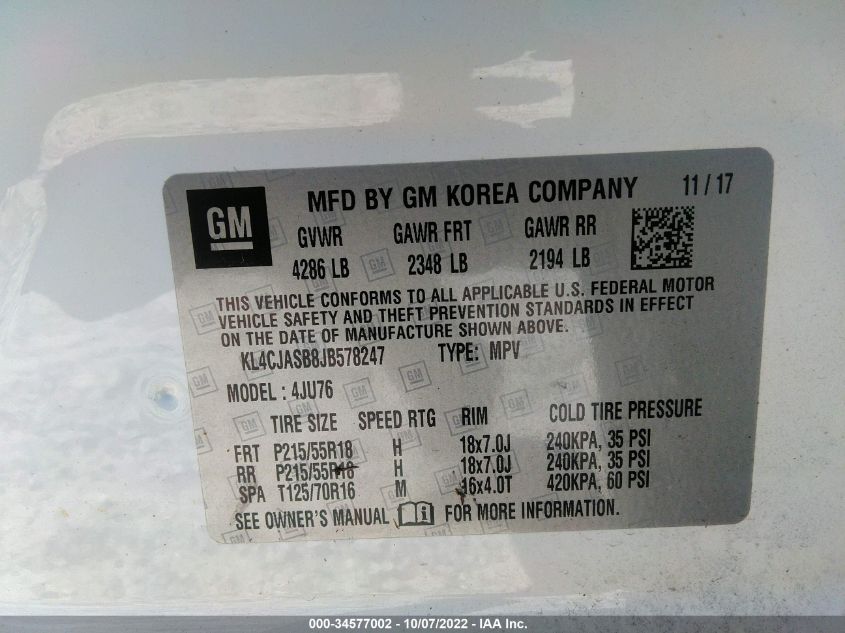 GM
MFD BY GM KOREA COMPANY 11 / 17
GVWR GAWR FRT GAWR RR
4286 LB 2348 LB 2194 LB
THIS VEHICLE CONFORMS TO ALL APPLICABLE U.S. FEDERAL MOTOR
VEHICLE SAFETY AND THEFT PREVENTION STANDARDS IN EFFECT
ON THE DATE OF MANUFACTURE SHOWN ABOVE.
KL4CJASB8JB578247 TYPE: MPV
MODEL : 4JU76
TIRE SIZE SPEED RTG RIM COLD TIRE PRESSURE
FRT P215/55R18 H 18x7.0J 240KPA, 35 PSI
RR P215/55R18 H 18x7.0J 240KPA, 35 PSI
SPA T125/70R16 M 16x4.0T 420KPA, 60 PSI
SEE OWNER'S MANUAL FOR MORE INFORMATION.
000-34577002 - 10/07/2022 - IAA Inc.